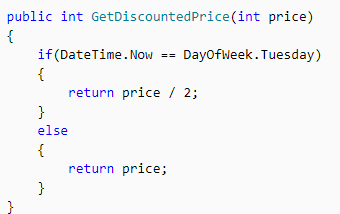 public int GetDiscountedPrice(int price)
{
    if(DateTime.Now == DayOfWeek.Tuesday)
    {
        return price / 2;
    }
    else
    {
        return price;
    }
}